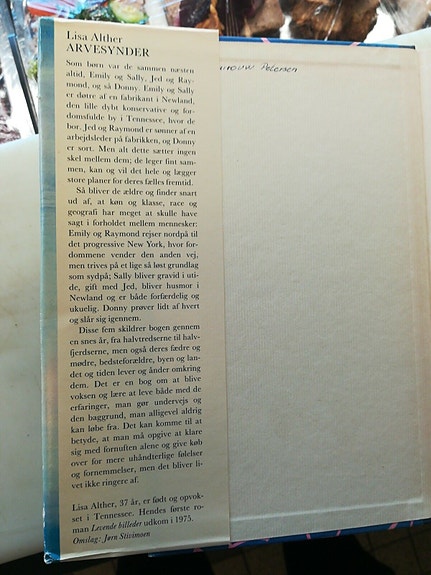 Lisa Alther
ARVESYNDER
Som børn var de sammen næsten
altid, Emily og Sally, Jed og Ray-
mond, og så Donny. Emily og Sally
er døtre af en fabrikant i Newland,
den lille dybt konservative og for-
domsfulde by i Tennessee, hvor de
bor. Jed og Raymond er sønner af en
arbejdsleder på fabrikken, og Donny
er sort. Men alt dette sætter ingen
skel mellem dem; de leger fint sam-
men, kan og vil det hele og lægger
store planer for deres fælles fremtid.
Så bliver de ældre og finder snart
ud af, at køn og klasse, race og
geografi har meget at skulle have
sagt i forholdet mellem mennesker:
Emily og Raymond rejser nordpå til
det progressive New York, hvor for-
dommene vender den anden vej,
men trives på et lige så løst grundlag
som sydpå; Sally bliver gravid i uti-
de, gift med Jed, bliver husmor i
Newland og er både forfærdelig og
ukuelig. Donny prøver lidt af hvert
og slår sig igennem.
Disse fem skildrer bogen gennem
en snes år, fra halvtredserne til halv-
fjerdserne, men også deres fædre og
mødre, bedsteforældre, byen og lan-
det og tiden lever og ånder omkring
dem. Det er en bog om at blive
voksen og lære at leve både med de
erfaringer, man gør undervejs og
den baggrund, man alligevel aldrig
kan løbe fra. Det kan komme til at
betyde, at man må opgive at klare
sig med fornuften alene og give køb
over for mere uhåndterlige følelser
og fornemmelser, men det bliver li-
vet ikke ringere af.
Lisa Alther, 37 år, er født og opvok-
set i Tennessee. Hendes første ro-
man Levende billeder udkom i 1975.
Omslag: Jørn Stivimoen
Petersen